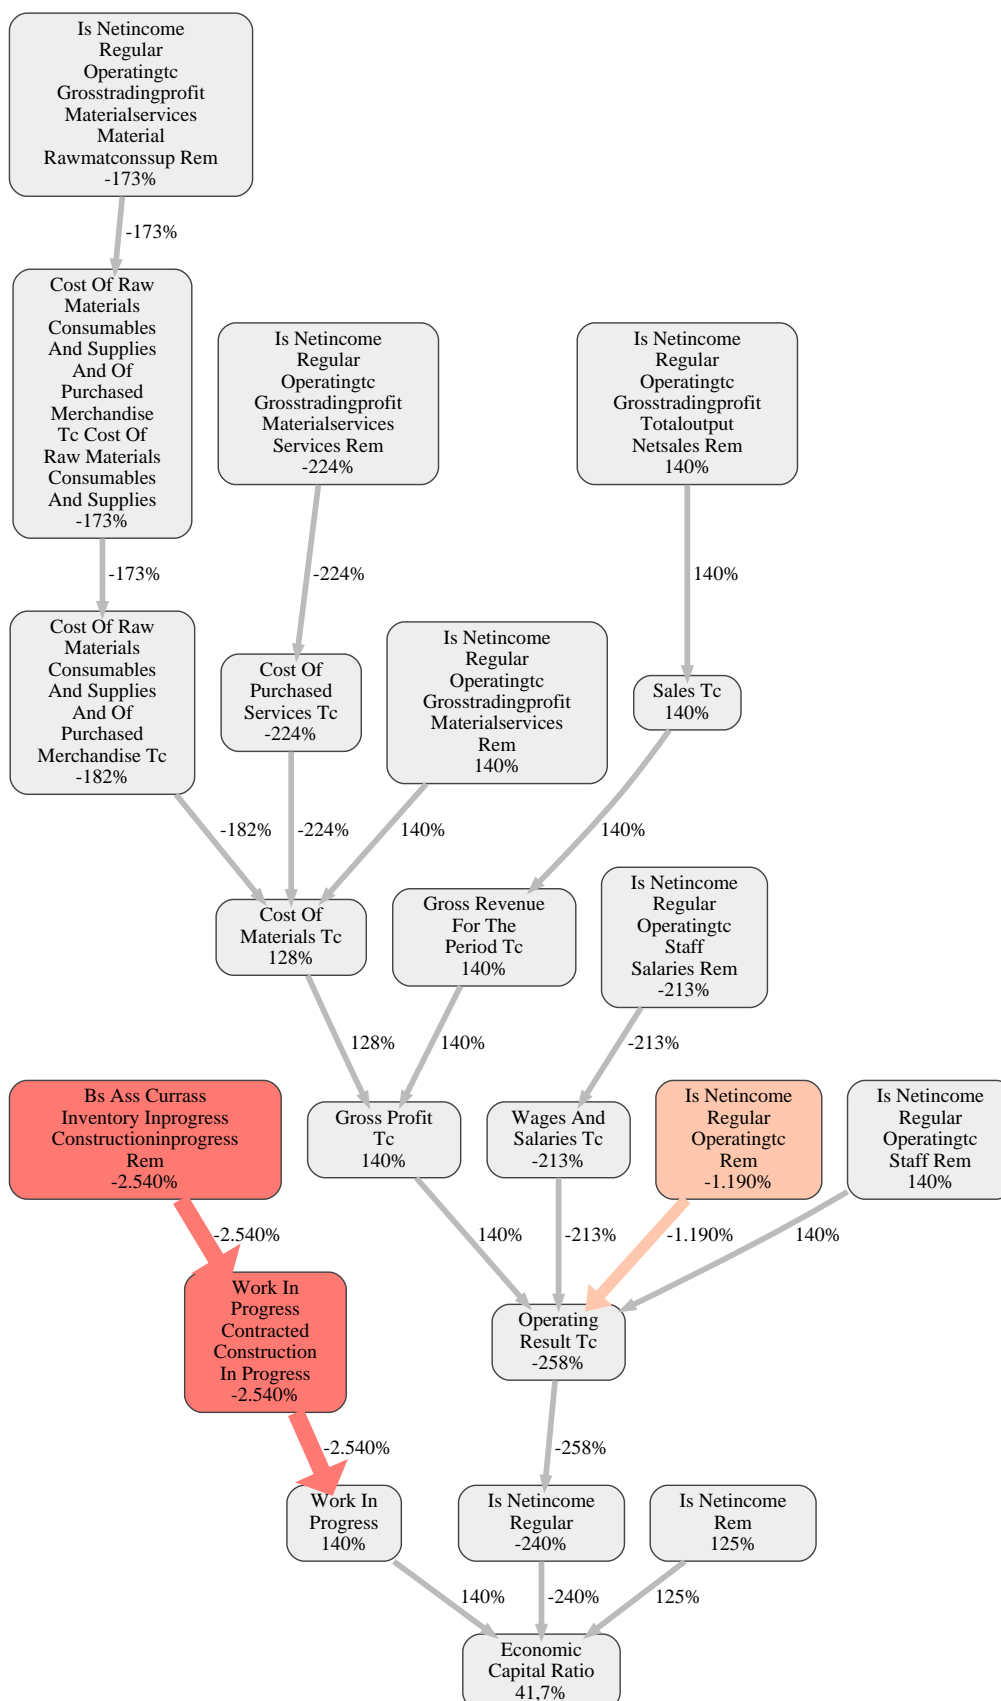 Is Netincome
Regular
Operatingtc
Grosstradingprofit
Materialservices
Material
Rawmatconssup Rem
-173%
-173%
Cost Of Raw
Materials
Consumables
And Supplies
And Of
Purchased
Merchandise
Tc Cost Of
Raw Materials
Consumables
And Supplies
-173%
Is Netincome
Regular
Operatingtc
Grosstradingprofit
Materialservices
Services Rem
-224%
Is Netincome
Regular
Operatingtc
Grosstradingprofit
Totaloutput
Netsales Rem
140%
-173%
-224%
140%
Cost Of Raw
Materials
Consumables
And Supplies
And Of
Purchased
Merchandise Tc
-182%
Cost Of
Purchased
Services Tc
-224%
Is Netincome
Regular
Operatingtc
Grosstradingprofit
Materialservices
Rem
140%
Sales Tc
140%
-182%
-224%
140%
140%
Cost Of
Materials Tc
128%
Gross Revenue
For The
Period Tc
140%
Is Netincome
Regular
Operatingtc
Staff
Salaries Rem
-213%
128%
140%
-213%
Bs Ass Currass
Inventory Inprogress
Constructioninprogress
Rem
-2.540%
Gross Profit
Tc
140%
Wages And
Salaries Tc
-213%
Is Netincome
Regular
Operatingtc
Rem
-1.190%
Is Netincome
Regular
Operatingtc
Staff Rem
140%
-2.540%
140%
-213%
-1.190%
140%
Work In
Progress
Contracted
Construction
In Progress
-2.540%
Operating
Result Tc
-258%
-2.540%
-258%
Work In
Progress
140%
Is Netincome
Regular
-240%
Is Netincome
Rem
125%
140%
-240%
125%
Economic
Capital Ratio
41,7%